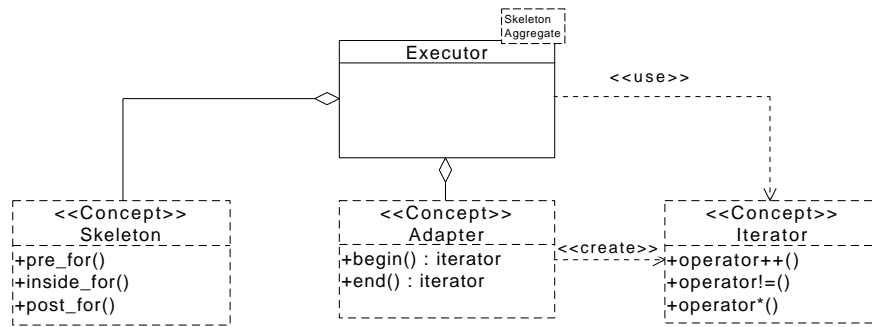 Skeleton
Aggregate
Executor
<<use>>
<<Concept>>
Skeleton
+pre_for()
+inside_for()
+post_for()
<<Concept>>
Adapter
+begin() : iterator
+end() : iterator
<<create>>
<<Concept>>
Iterator
+operator++()
+operator!=()
+operator*()